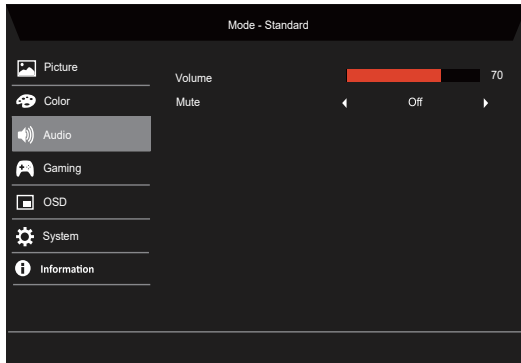 Mode - Standard
Picture
Color
Audio
Gaming
OSD
System
Information
Volume 70
Mute Off